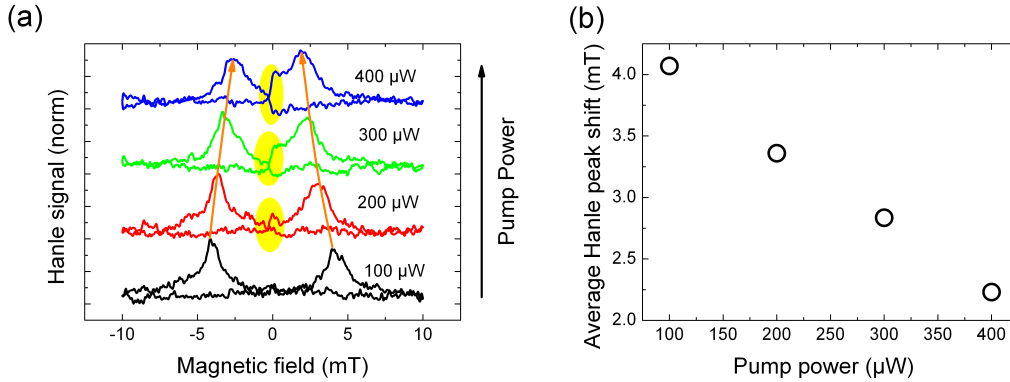 (a)
Hanle signal (norm)
400 µW
300 µW
200 µW
100 µW
-10 -5 0 5 10
Magnetic field (mT)
Pump Power
(b)
Average Hanle peak shift (mT)
4.0
3.5
3.0
2.5
2.0
100 150 200 250 300 350 400
Pump power (µW)